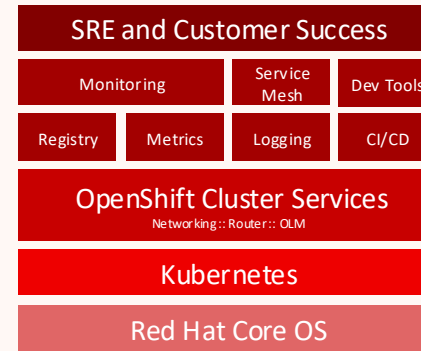 SRE and Customer Success
Monitoring
Service
Mesh
Dev Tools
Registry
Metrics
Logging
CI/CD
OpenShift Cluster Services
Networking :: Router :: OLM
Kubernetes
Red Hat Core OS